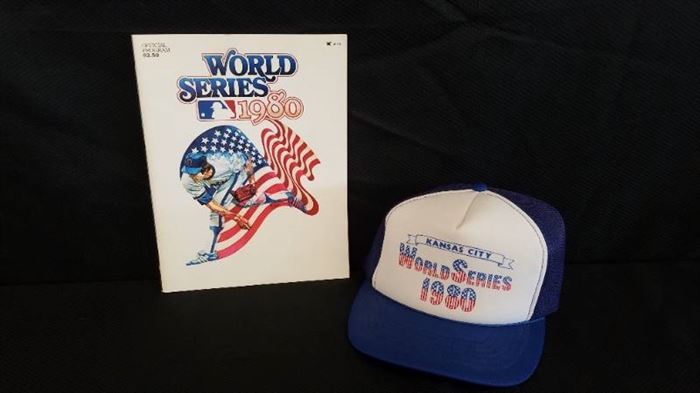 OFFICIAL
PROGRAM
$2.50
WORLD
SERIES
1980
KANSAS CITY
WORLD SERIES
1980